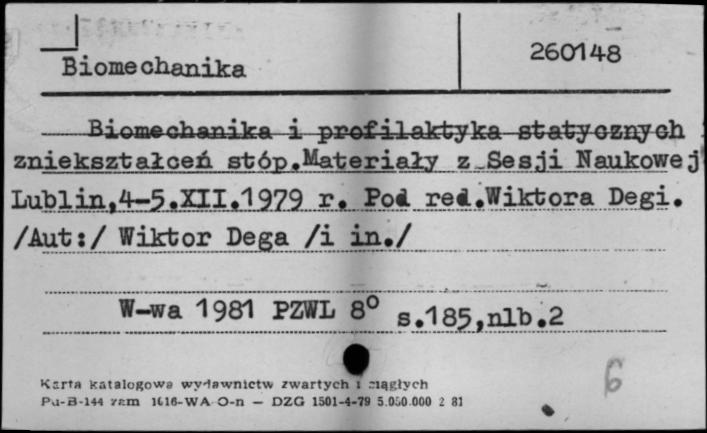 Biomechanika
260148
Biomechanika i profilaktyka statycznych
zniekształceń stóp.Materiały z Sesji Naukowej
Lublin,4-5.XII.1979 r. Pod red.Wiktora Degi.
/Aut:/ Wiktor Dega /i in./
W-wa 1981 PZWL 8° s.185,nlb.2
6
Karta katalogowa wydawnictw zwartych i ciągłych
Pu-B-144 zam 1616-WA O-n — DZG 1501-4-79 5.050.000 2 81